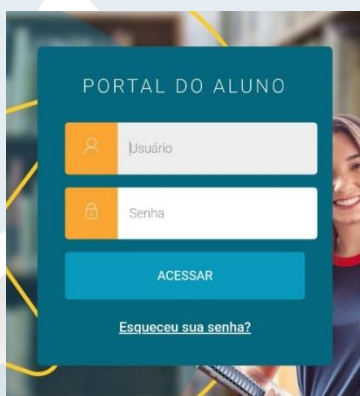 PORTAL DO ALUNO
Usuário
Senha
ACESSAR
Esqueceu sua senha?